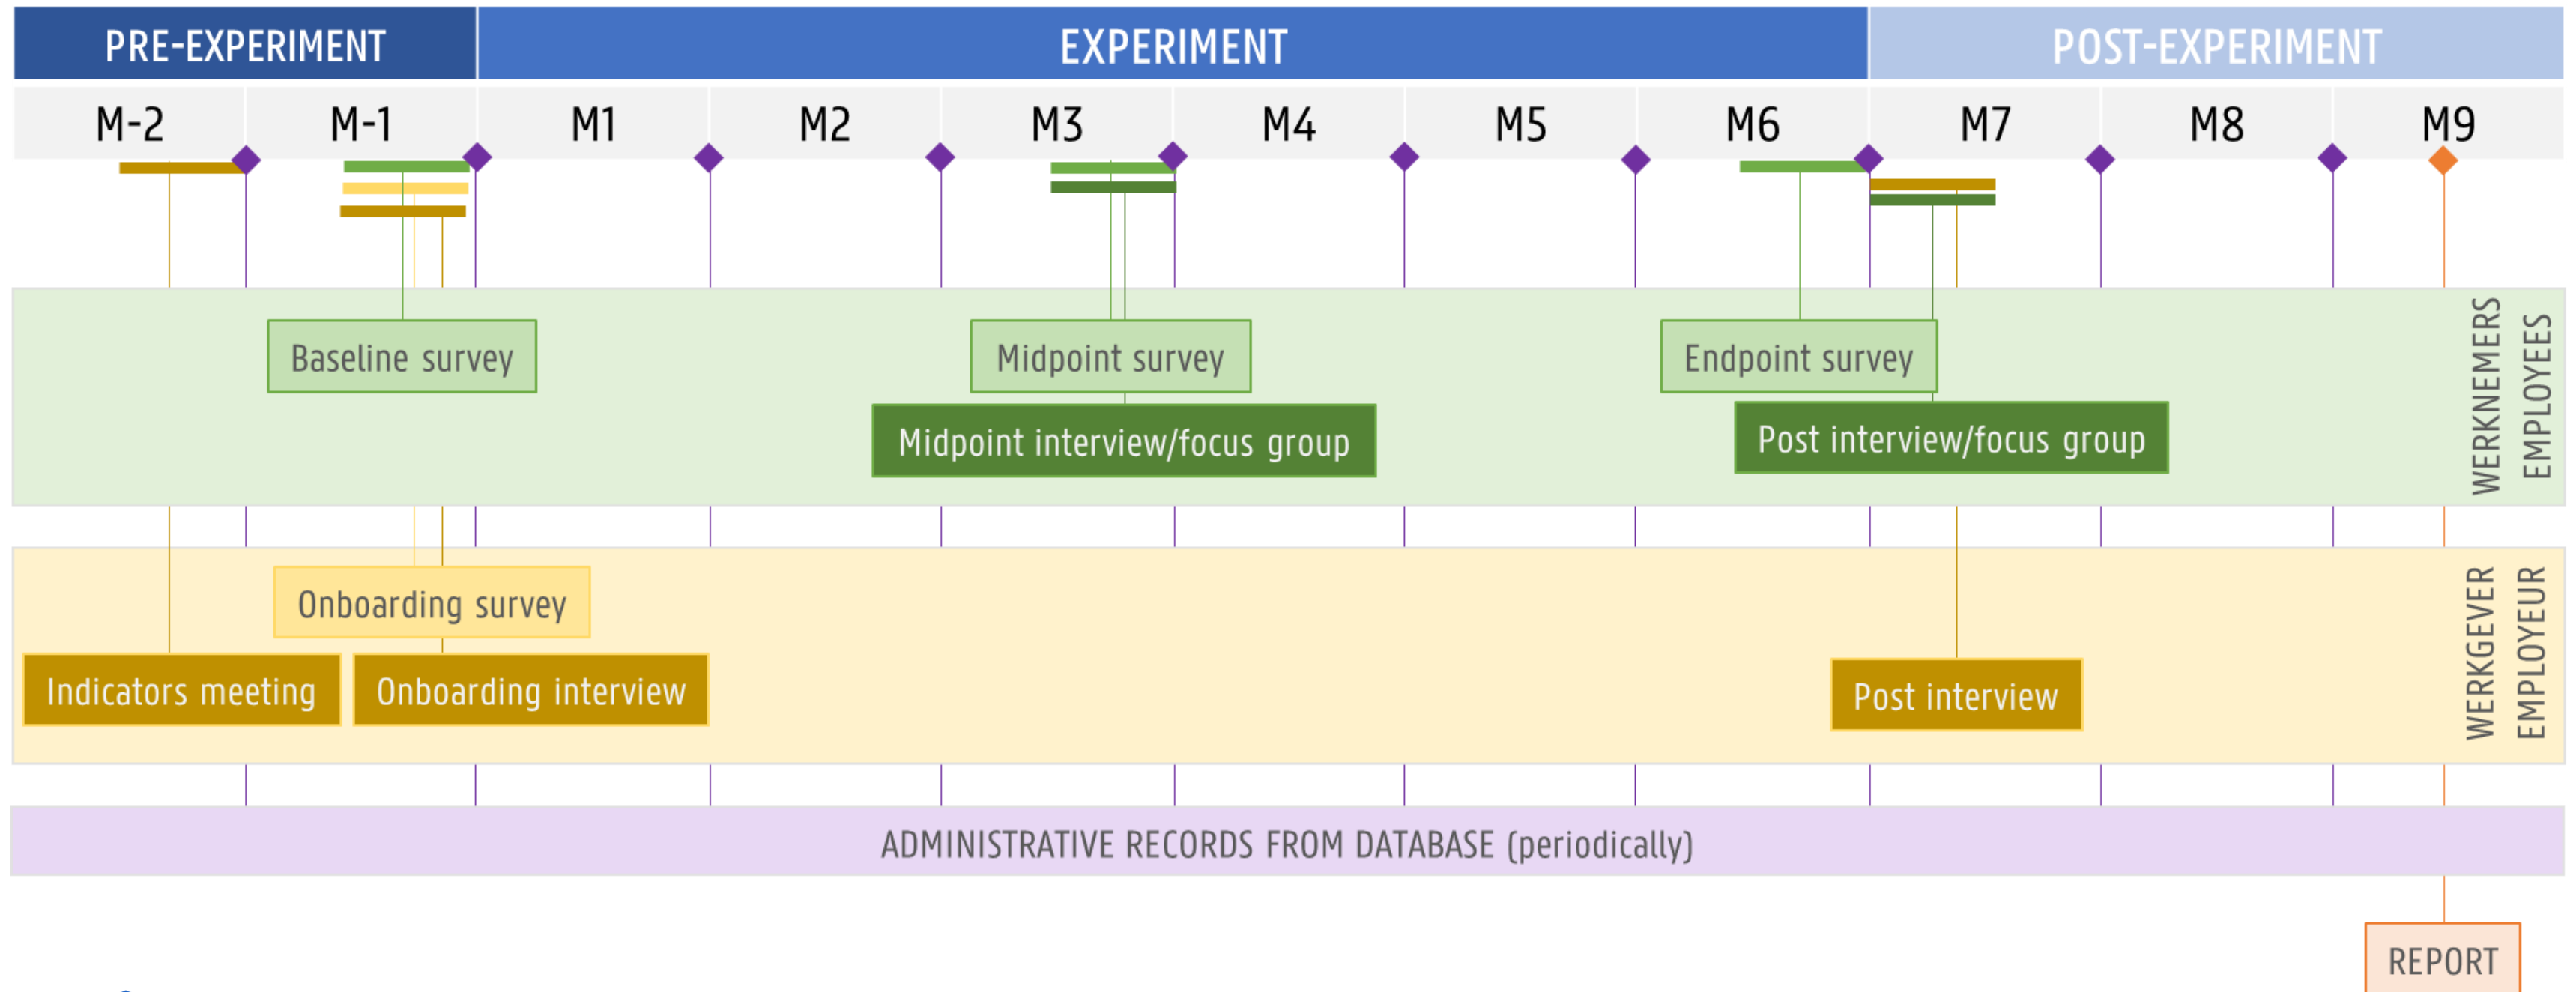 PRE-EXPERIMENT
EXPERIMENT
POST-EXPERIMENT
M-2
M-1
M1
M2
M3
M4
M5
M6
M7
M8
M9
Baseline survey
Midpoint survey
Endpoint survey
Midpoint interview/focus group
Post interview/focus group
WERKNEMERS
EMPLOYEES
Onboarding survey
Indicators meeting
Onboarding interview
Post interview
WERKGEVER
EMPLOYEUR
ADMINISTRATIVE RECORDS FROM DATABASE (periodically)
REPORT